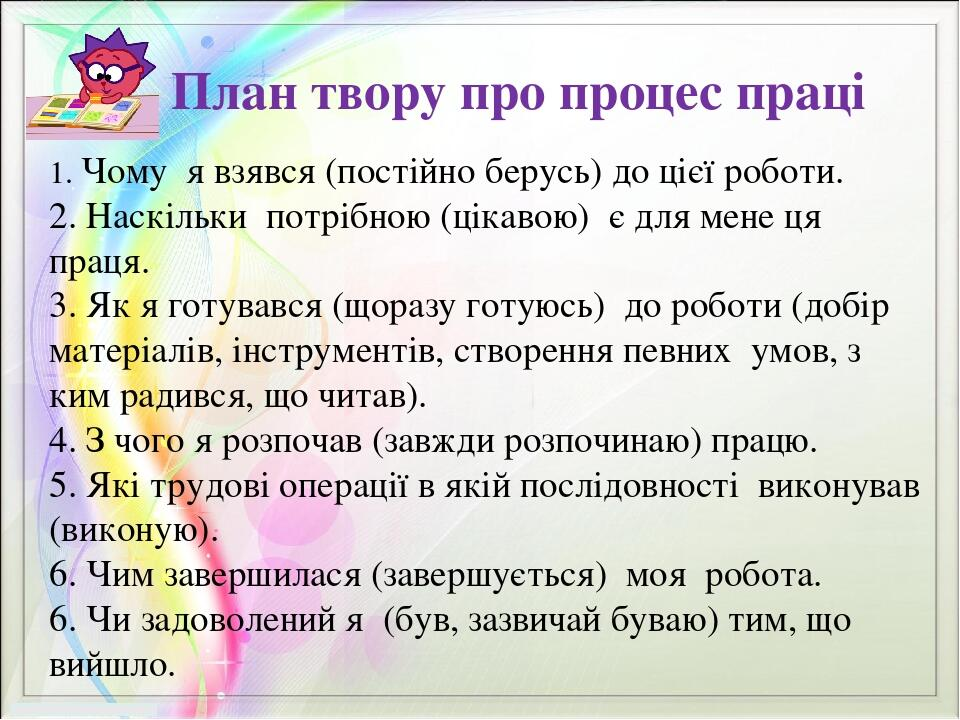 План твору про процес праці
1. Чому я взявся (постійно берусь) до цієї роботи.
2. Наскільки потрібною (цікавою) є для мене ця
праця.
3. Як я готувався (щоразу готуюсь) до роботи (добір
матеріалів, інструментів, створення певних умов, з
ким радився, що читав).
4. З чого я розпочав (завжди розпочинаю) працю.
5. Які трудові операції в якій послідовності виконував
(виконую).
6. Чим завершилася (завершується) моя робота.
6. Чи задоволений я (був, зазвичай буваю) тим, що
вийшло.